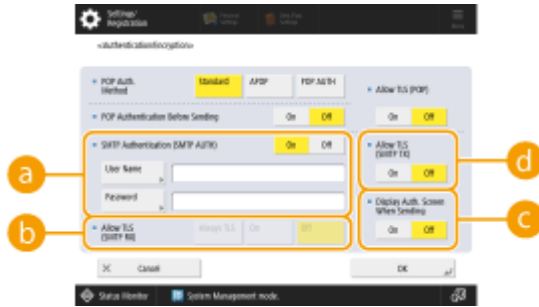 Settings/
Registration
Personal
Settings
Menu
<Authentication/Encryption>
POP Auth.
Method
Standard
APOP
POP AUTH
Allow TLS (POP)
POP Authentication Before Sending
On
Off
On
Off
SMTP Authentication (SMTP AUTH)
On
Off
Allow TLS
(SMTP TX)
d
a
User Name
On
Off
Password
Display Auth. Screen
When Sending
c
b
Allow TLS
(SMTP RX)
Always TLS
On
Off
On
Off
Cancel
OK
Status Monitor
System Management mode.